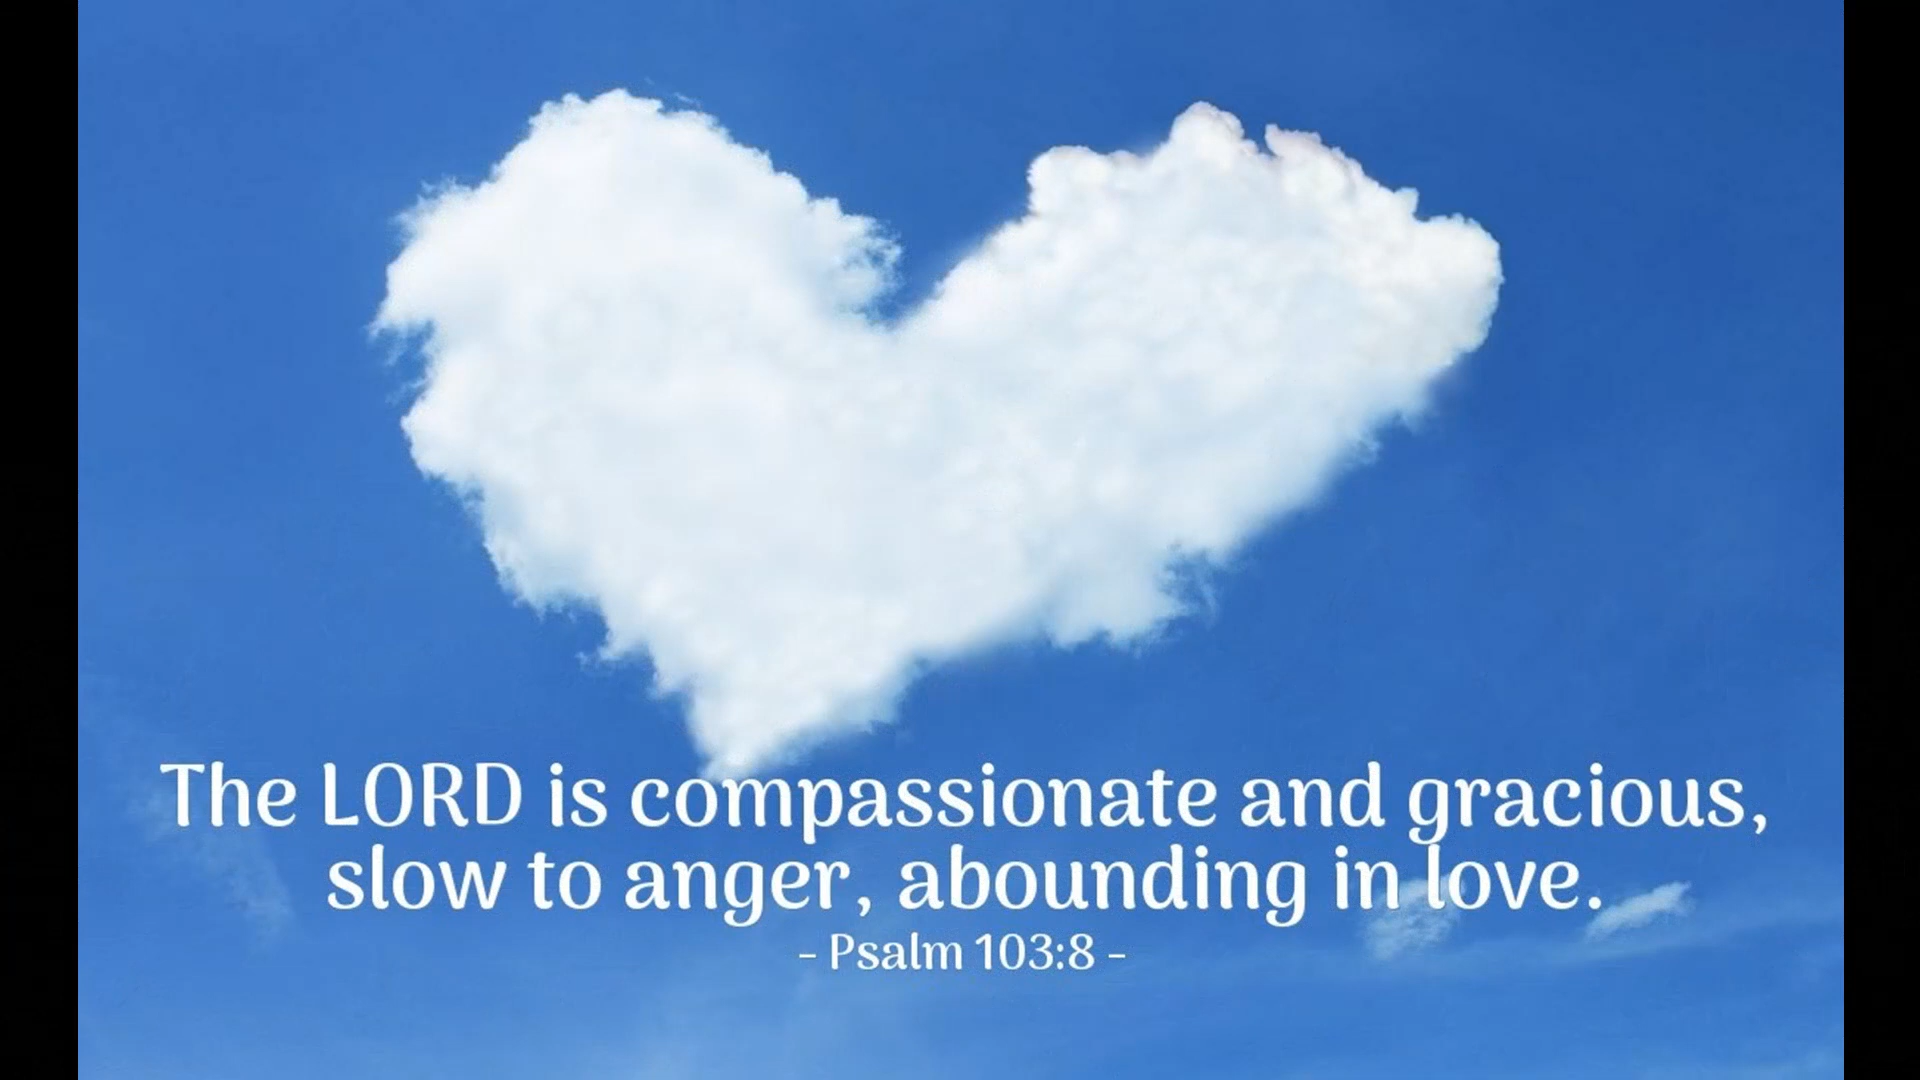 The LORD is compassionate and gracious,
slow to anger, abounding in love.
- Psalm 103:8 -